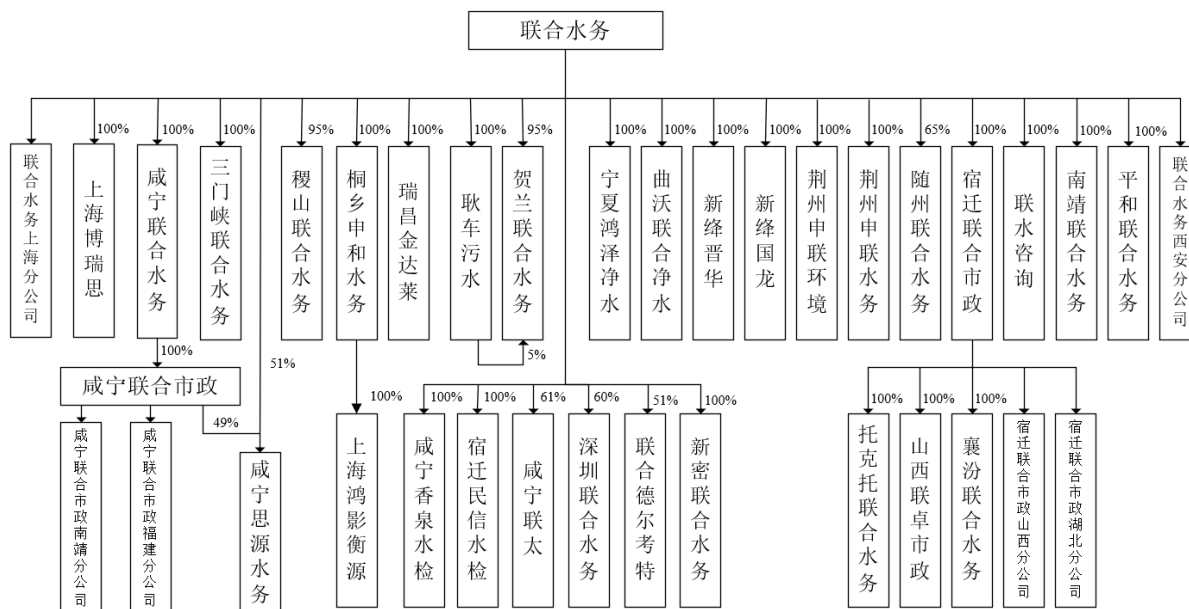 联合水务
100%
100%
100%
95%
100%
100%
100%
95%
100%
100%
100%
100%
100%
100%
65%
100%
100%
100%
100%
联合水务上海分公司
上海博瑞思
咸宁联合水务
三门峡联合水务
稷山联合水务
桐乡申和水务
瑞昌金达莱
耿车污水
贺兰联合水务
宁夏鸿泽净水
曲沃联合净水
新绛晋华
新绛国龙
荆州申联环境
荆州申联水务
随州联合水务
宿迁联合市政
联水咨询
南靖联合水务
平和联合水务
联合水务西安分公司
100%
51%
5%
咸宁联合市政
49%
100%
100%
100%
61%
60%
51%
100%
100%
100%
100%
咸宁联合市政南靖分公司
咸宁联合市政福建分公司
咸宁思源水务
上海鸿影衡源
咸宁香泉水检
宿迁民信水检
咸宁联太
深圳联合水务
联合德尔考特
新密联合水务
托克托联合水务
山西联卓市政
襄汾联合水务
宿迁联合市政山西分公司
宿迁联合市政湖北分公司